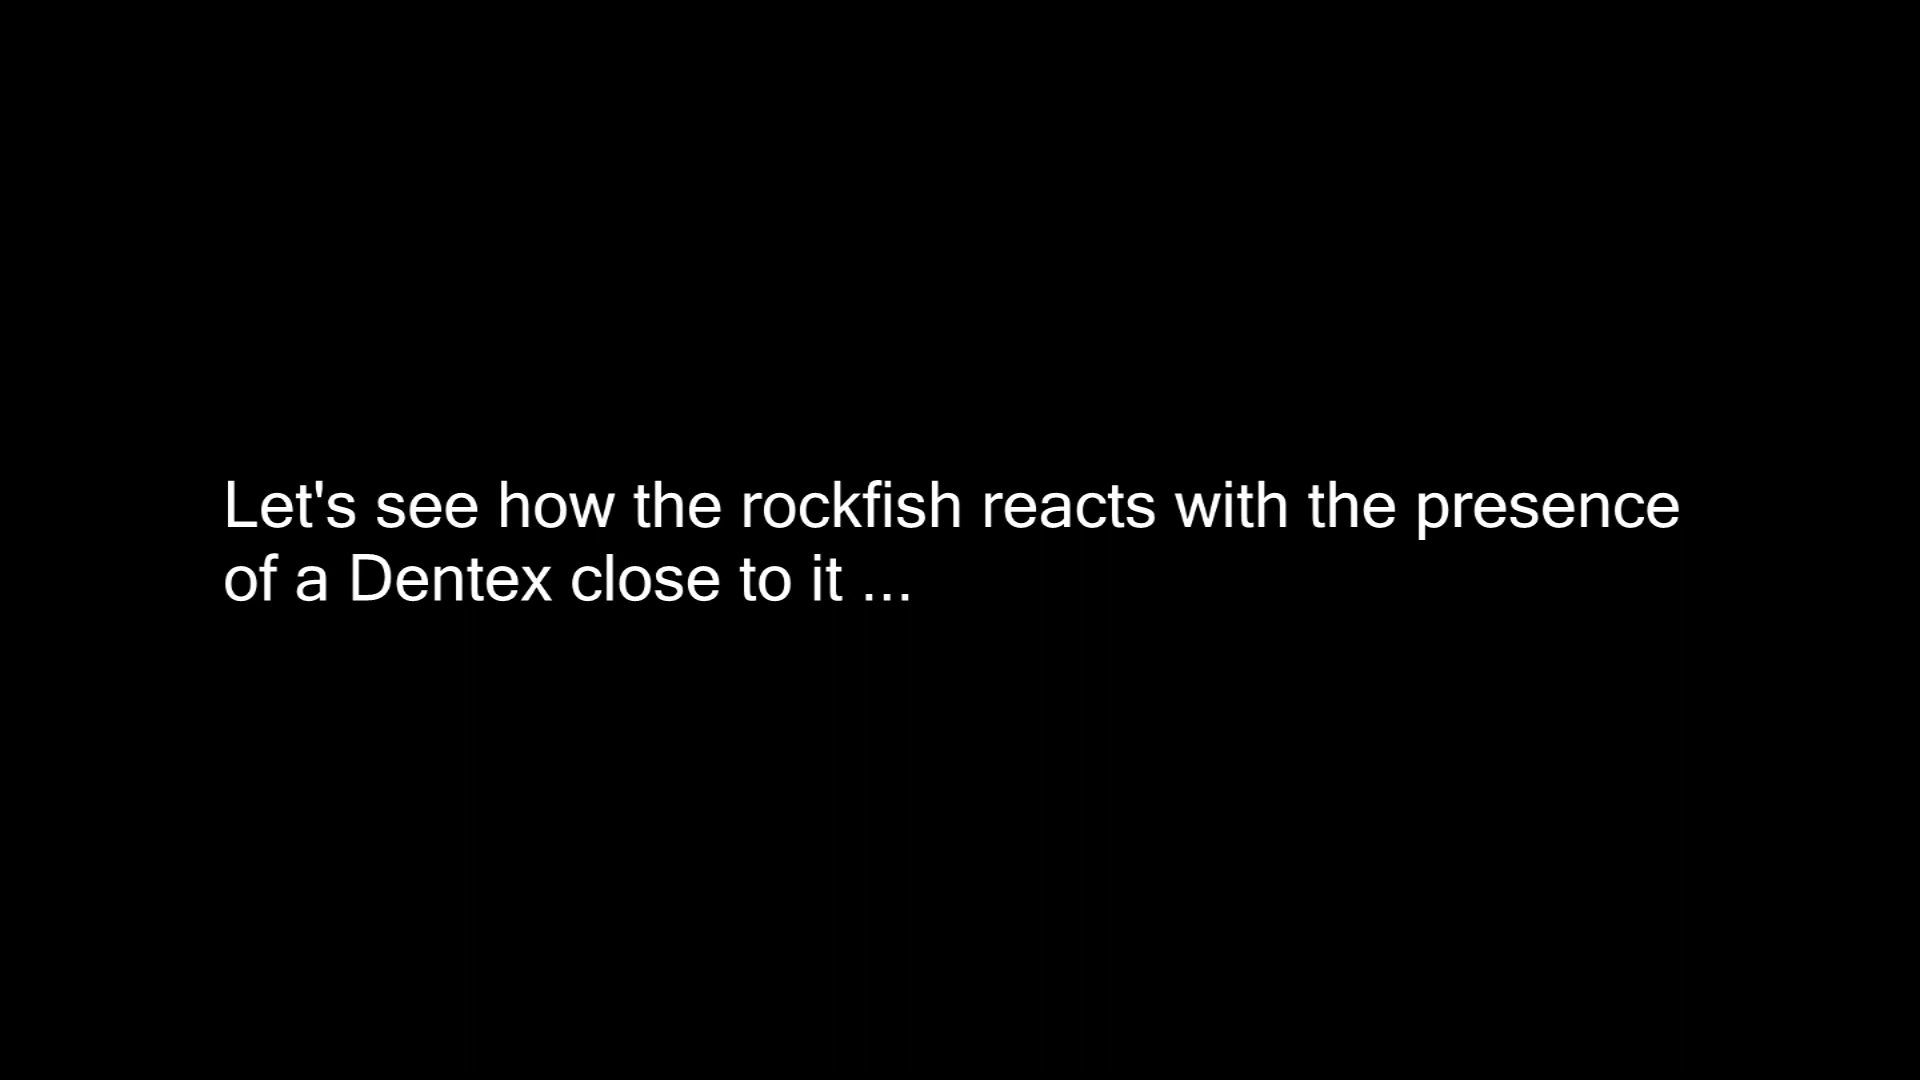 Let's see how the rockfish reacts with the presence
of a Dentex close to it ...